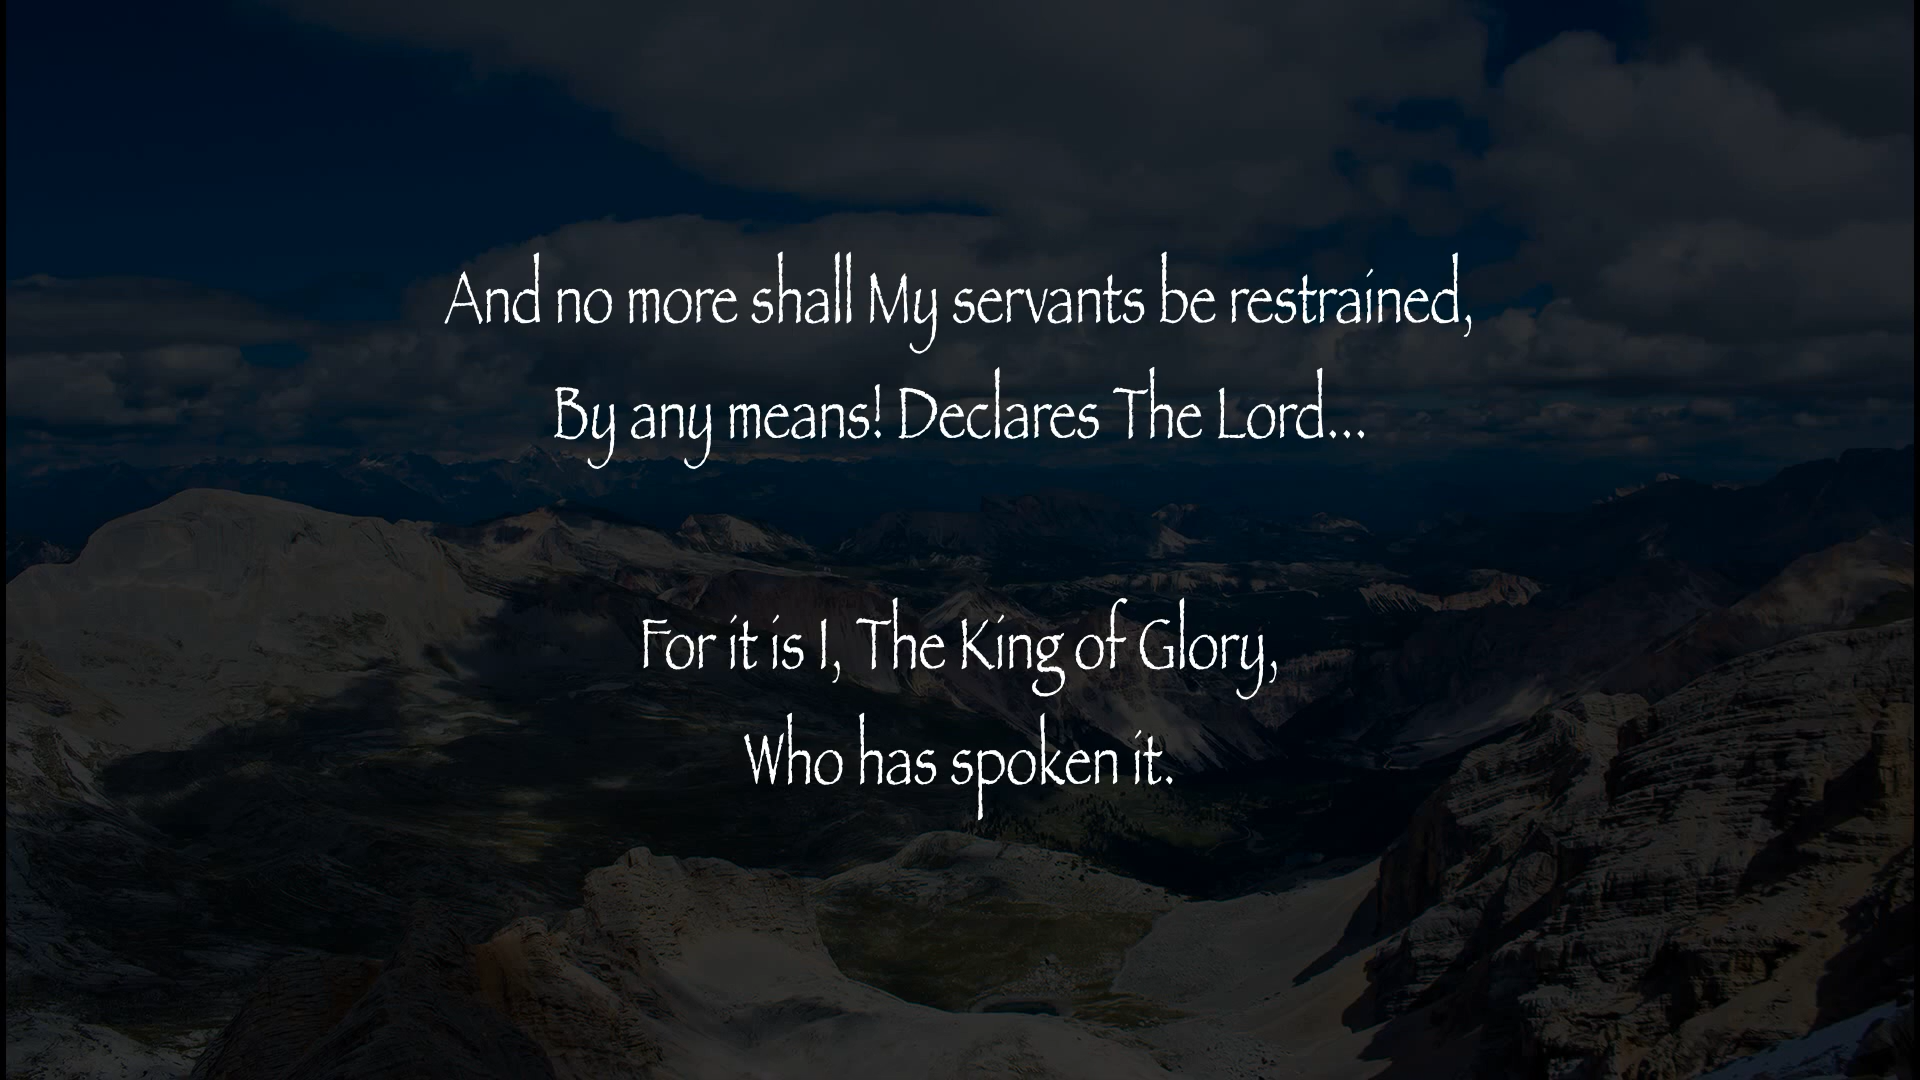 And no more shall My servants be restrained,
By any means! Declares The Lord...
For it is I, The King of Glory,
Who has spoken it.